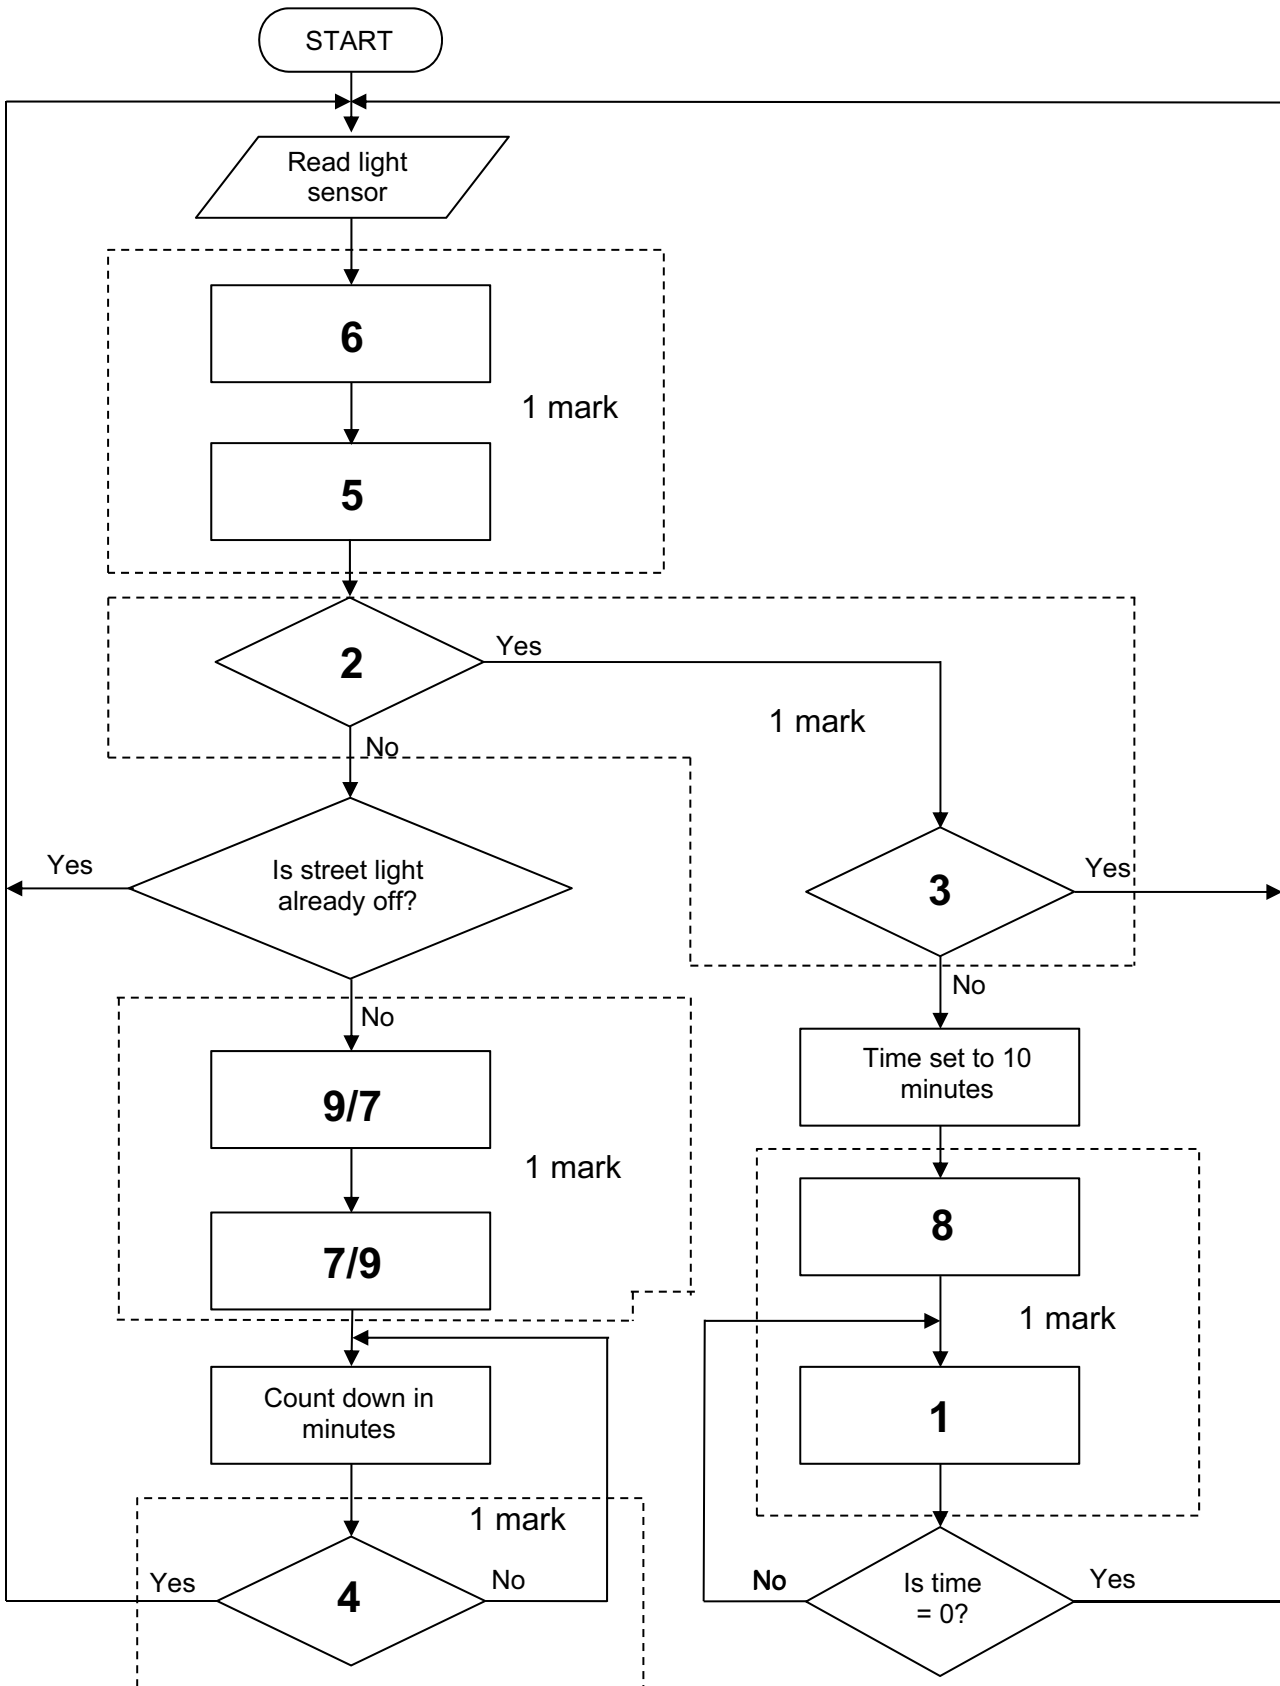 START
Read light
sensor
6
1 mark
5
2
Yes
1 mark
No
Yes
Is street light
already off?
3
Yes
No
No
Time set to 10
minutes
9/7
1 mark
7/9
8
1 mark
Count down in
minutes
1
1 mark
Yes
4
No
No
Is time
= 0?
Yes